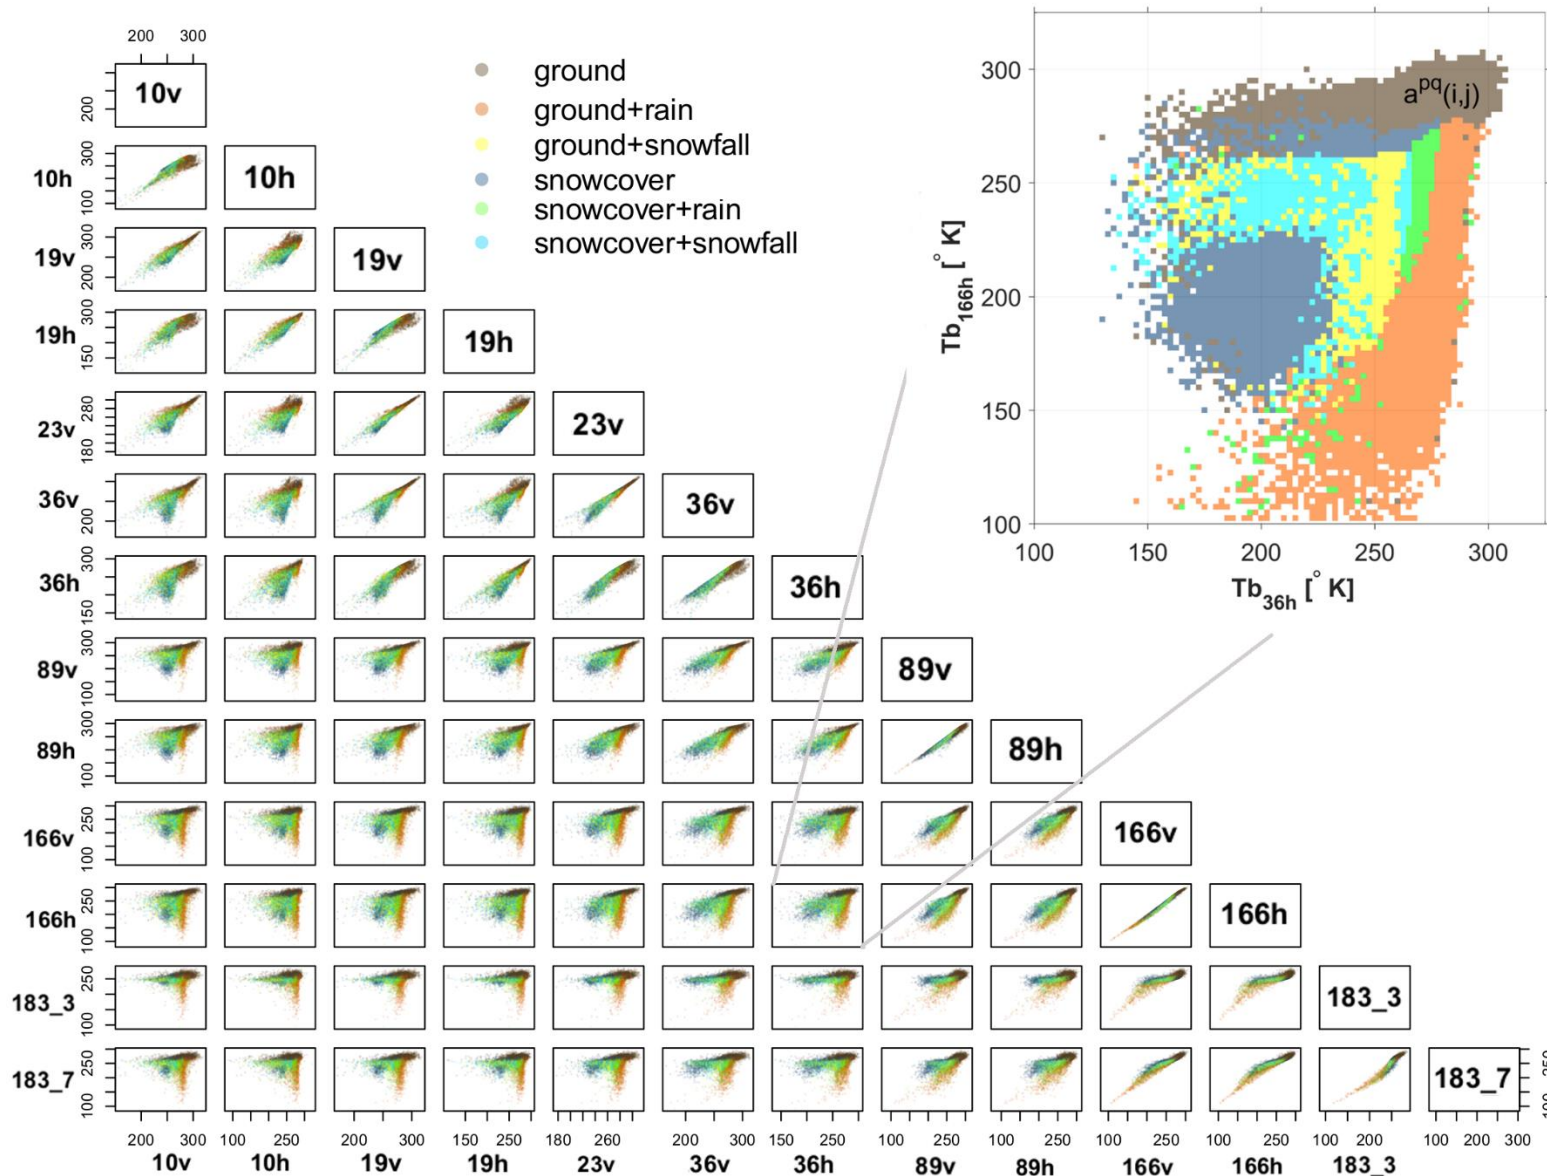 200 300
10v
200
ground
ground+rain
ground+snowfall
snowcover
snowcover+rain
snowcover+snowfall
a^pq(i,j)
300
250
200
150
100
100 150 200 250 300
Tb_166h [° K]
Tb_36h [° K]
10h
100 300
10h
19v
200 300
19v
19h
150 300
19h
23v
180 280
23v
36v
200
36v
36h
150 300
36h
89v
100 300
89v
89h
100 300
89h
166v
100 250
166v
166h
100 250
166h
183_3
100 250
183_3
183_7
100 250
183_7
200 300
100 250
200 300
150 250
180 260
200 300
150 250
100 300
100 250
100 250
100 250
100 200
100 200 300
10v 10h 19v 19h 23v 36v 36h 89v 89h 166v 166h 183_3